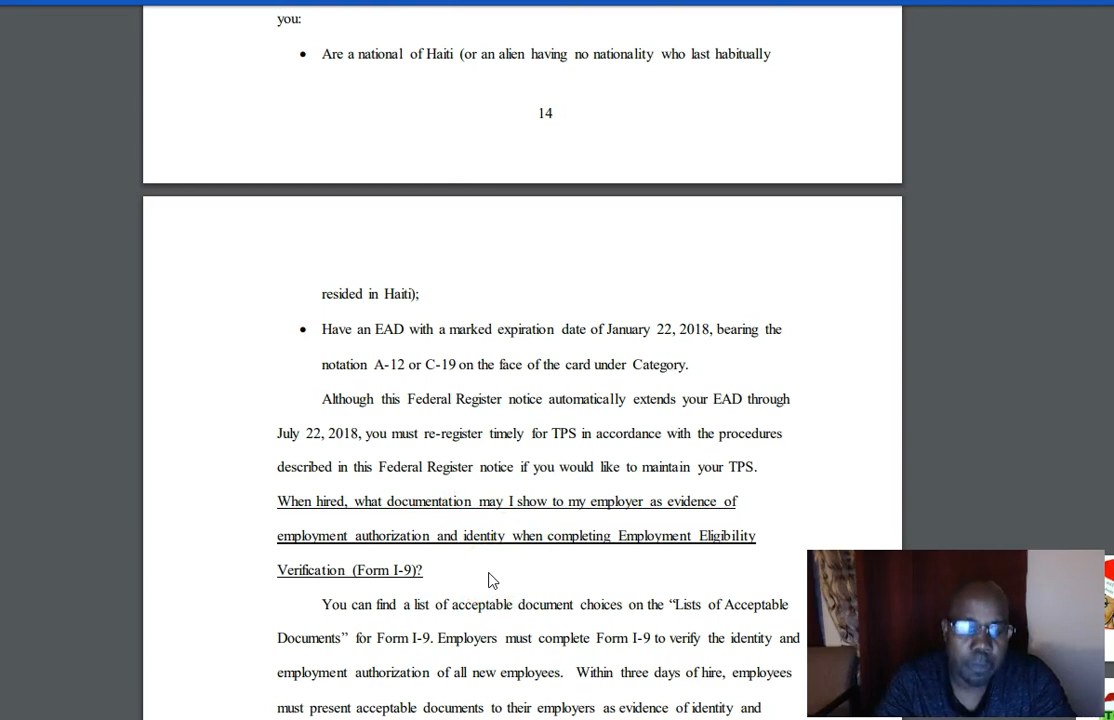 you:
• Are a national of Haiti (or an alien having no nationality who last habitually
14
resided in Haiti);
• Have an EAD with a marked expiration date of January 22, 2018, bearing the
notation A-12 or C-19 on the face of the card under Category.
Although this Federal Register notice automatically extends your EAD through
July 22, 2018, you must re-register timely for TPS in accordance with the procedures
described in this Federal Register notice if you would like to maintain your TPS.
When hired, what documentation may I show to my employer as evidence of
employment authorization and identity when completing Employment Eligibility
Verification (Form I-9)?
You can find a list of acceptable document choices on the “Lists of Acceptable
Documents” for Form I-9. Employers must complete Form I-9 to verify the identity and
employment authorization of all new employees. Within three days of hire, employees
must present acceptable documents to their employers as evidence of identity and